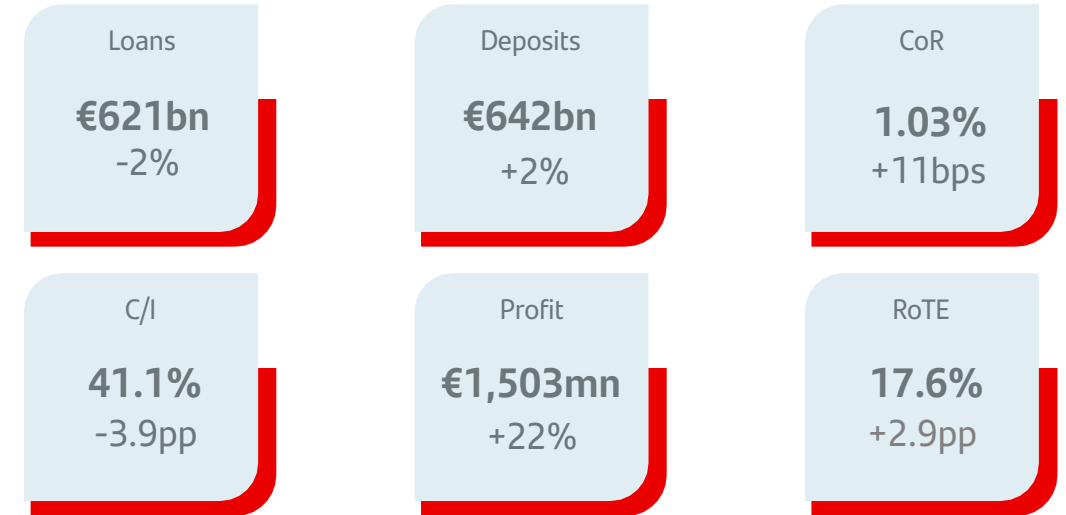 Loans
€621bn
-2%
Deposits
€642bn
+2%
CoR
1.03%
+11bps
C/I
41.1%
-3.9pp
Profit
€1,503mn
+22%
RoTE
17.6%
+2.9pp